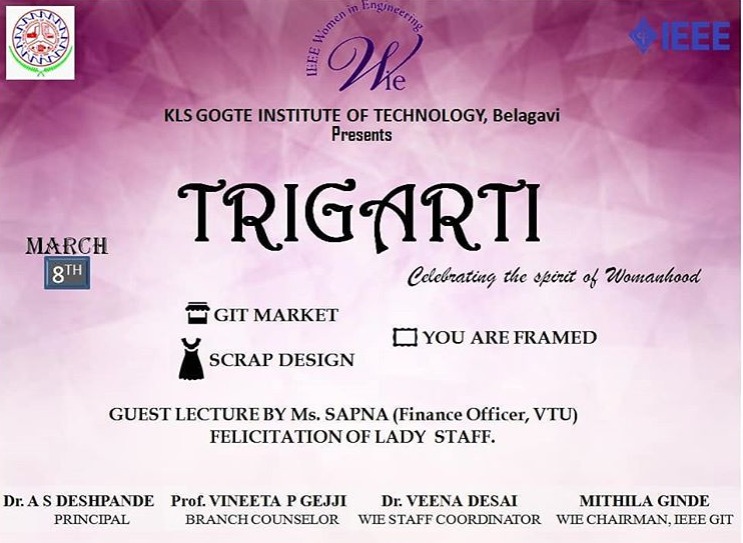 IEEE Women in Engineering
Wie
IEEE
KLS GOGTE INSTITUTE OF TECHNOLOGY, Belagavi
Presents
TRIGARTI
MARCH
8TH
Celebrating the spirit of Womanhood
GIT MARKET
YOU ARE FRAMED
SCRAP DESIGN
GUEST LECTURE BY Ms. SAPNA (Finance Officer, VTU)
FELICITATION OF LADY STAFF.
Dr. A S DESHPANDE
PRINCIPAL
Prof. VINEETA P GEJJI
BRANCH COUNSELOR
Dr. VEENA DESAI
WIE STAFF COORDINATOR
MITHILA GINDE
WIE CHAIRMAN, IEEE GIT